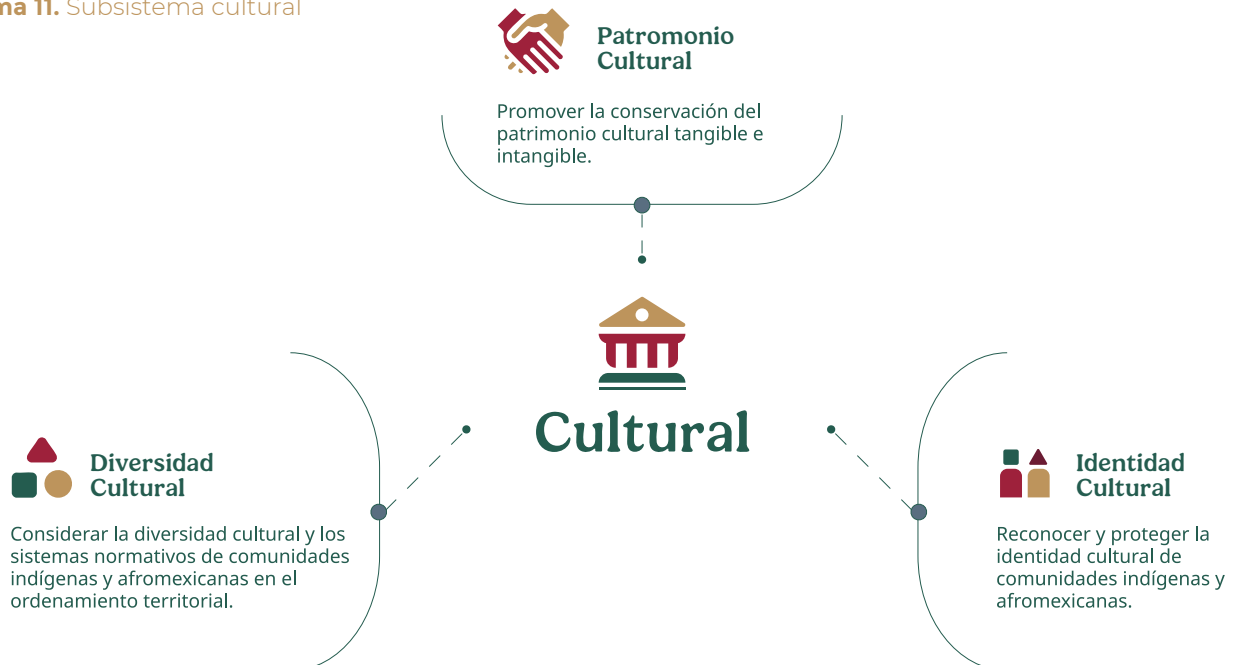 ma 11. Subsistema cultural
Patromonio
Cultural
Promover la conservación del
patrimonio cultural tangible e
intangible.
Cultural
Diversidad
Cultural
Considerar la diversidad cultural y los
sistemas normativos de comunidades
indígenas y afromexicanas en el
ordenamiento territorial.
Identidad
Cultural
Reconocer y proteger la
identidad cultural de
comunidades indígenas y
afromexicanas.